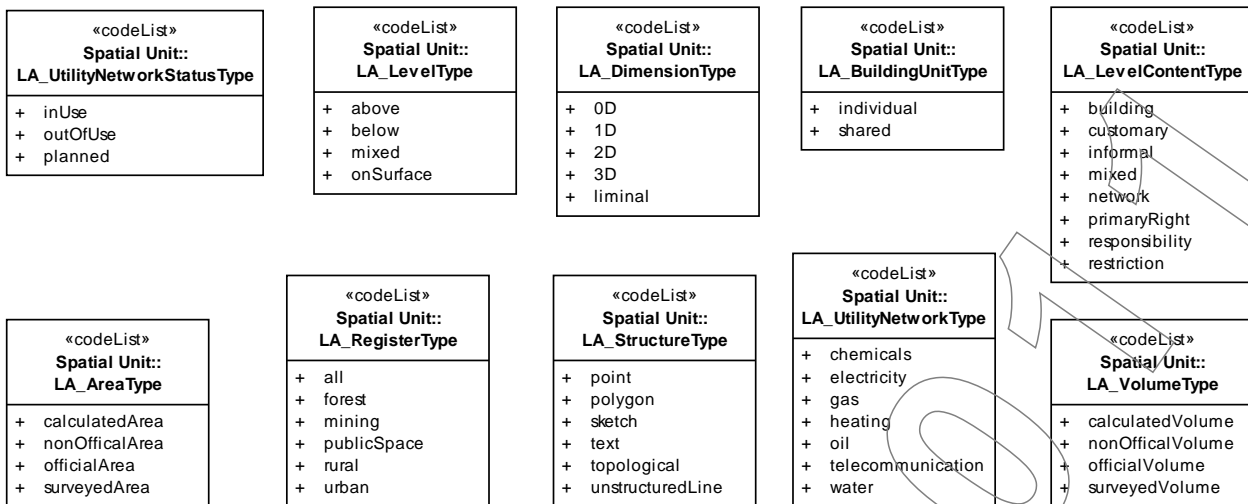 «codeList»
Spatial Unit::
LA_UtilityNetworkStatusType
+ inUse
+ outOfUse
+ planned
«codeList»
Spatial Unit::
LA_LevelType
+ above
+ below
+ mixed
+ onSurface
«codeList»
Spatial Unit::
LA_DimensionType
+ 0D
+ 1D
+ 2D
+ 3D
+ liminal
«codeList»
Spatial Unit::
LA_BuildingUnitType
+ individual
+ shared
«codeList»
Spatial Unit::
LA_LevelContentType
+ building
+ customary
+ informal
+ mixed
+ network
+ primaryRight
+ responsibility
+ restriction
«codeList»
Spatial Unit::
LA_AreaType
+ calculatedArea
+ nonOfficalArea
+ officialArea
+ surveyedArea
«codeList»
Spatial Unit::
LA_RegisterType
+ all
+ forest
+ mining
+ publicSpace
+ rural
+ urban
«codeList»
Spatial Unit::
LA_StructureType
+ point
+ polygon
+ sketch
+ text
+ topological
+ unstructuredLine
«codeList»
Spatial Unit::
LA_UtilityNetworkType
+ chemicals
+ electricity
+ gas
+ heating
+ oil
+ telecommunication
+ water
«codeList»
Spatial Unit::
LA_VolumeType
+ calculatedVolume
+ nonOfficalVolume
+ officialVolume
+ surveyedVolume